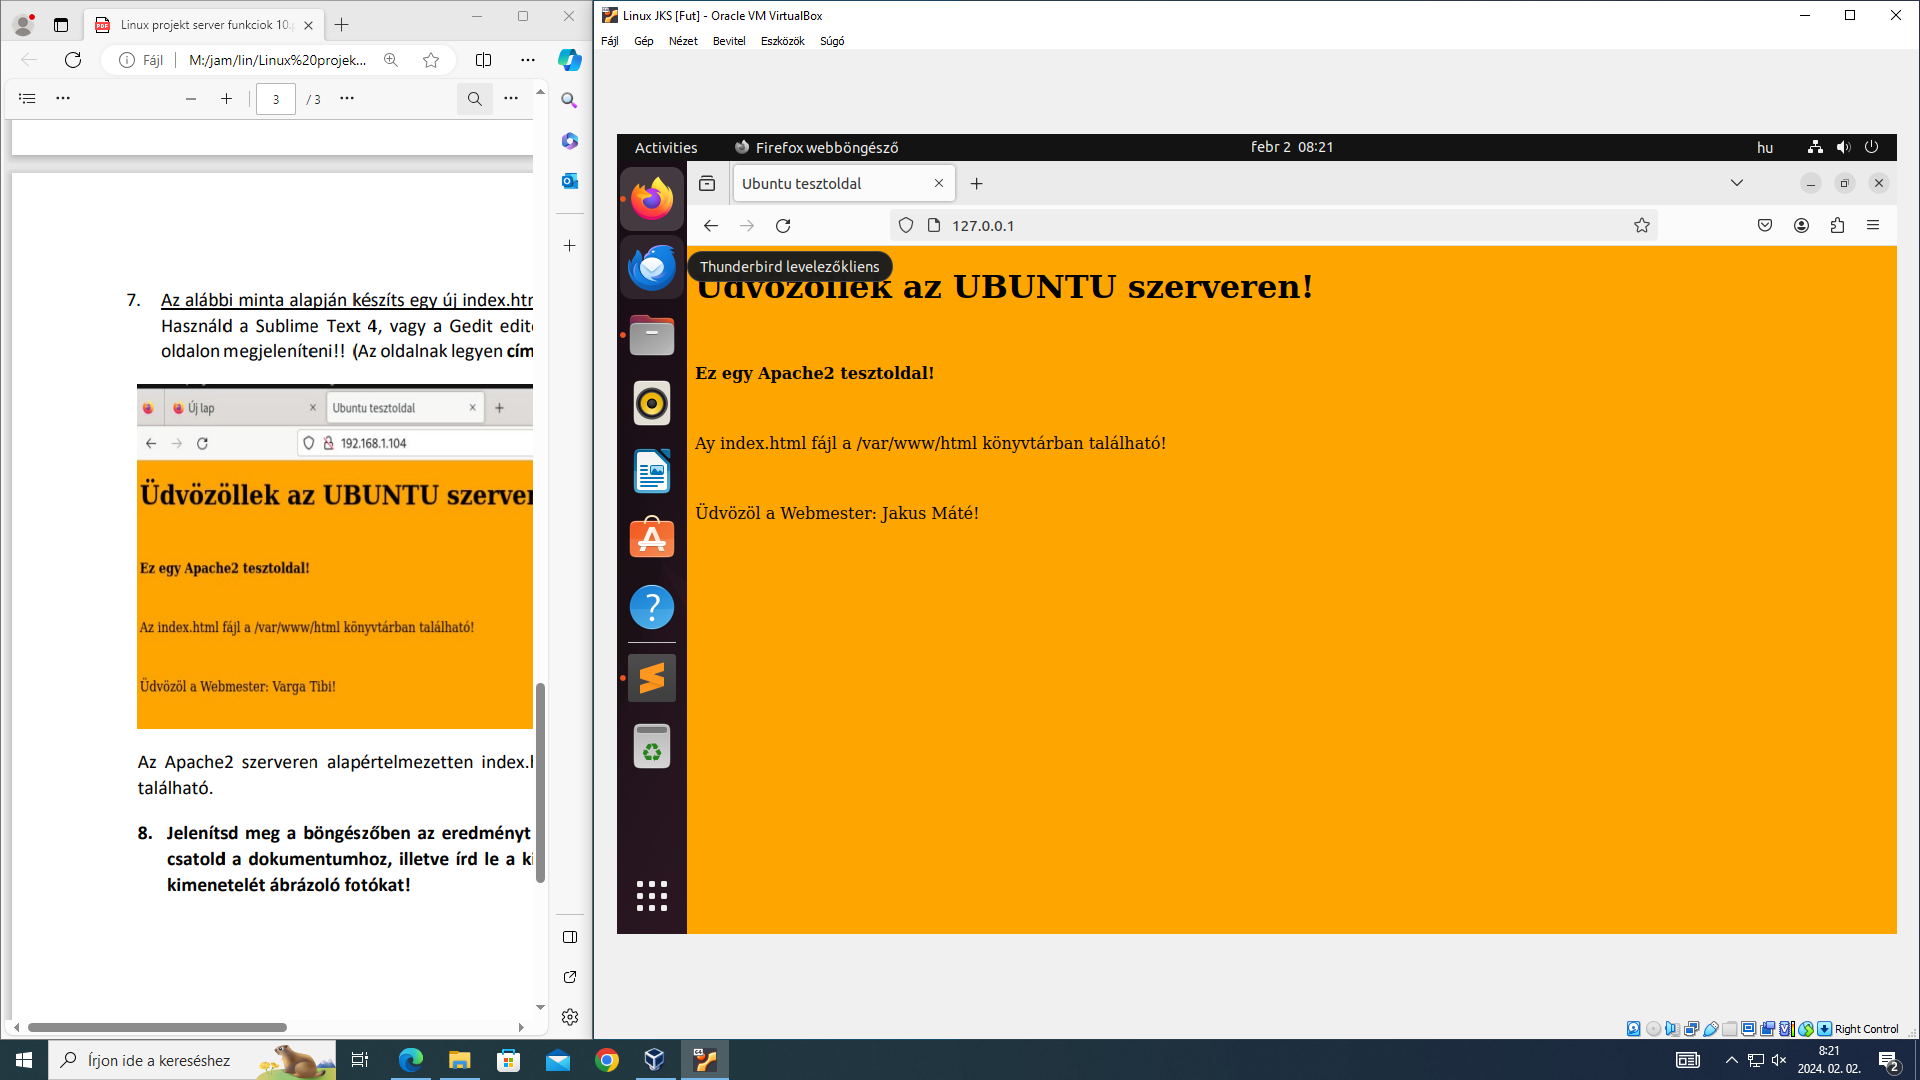 Linux projekt server funkciok 10.
Fájl
M:/jam/lin/Linux%20projek...
3
/ 3
7. Az alábbi minta alapján készíts egy új index.htm
Használd a Sublime Text 4, vagy a Gedit edito
oldalon megjeleníteni!! (Az oldalnak legyen cím
Új lap
Ubuntu tesztoldal
192.168.1.104
Üdvözöllek az UBUNTU szerver
Ez egy Apache2 tesztoldal!
Az index.html fájl a /var/www/html könyvtárban található!
Üdvözöl a Webmester: Varga Tibi!
Az Apache2 szerveren alapértelmezetten index.h
található.
8. Jelenítsd meg a böngészőben az eredményt
csatold a dokumentumhoz, illetve írd le a ki
kimenetelét ábrázoló fotókat!
Linux JKS [Fut] - Oracle VM VirtualBox
Fájl Gép Nézet Bevitel Eszközök Súgó
Activities
Firefox webböngésző
febr 2 08:21
hu
Ubuntu tesztoldal
127.0.0.1
Thunderbird levelezőkliens
Üdvözöllek az UBUNTU szerveren!
Ez egy Apache2 tesztoldal!
Ay index.html fájl a /var/www/html könyvtárban található!
Üdvözöl a Webmester: Jakus Máté!
Right Control
Írjon ide a kereséshez
8:21
2024. 02. 02.
2